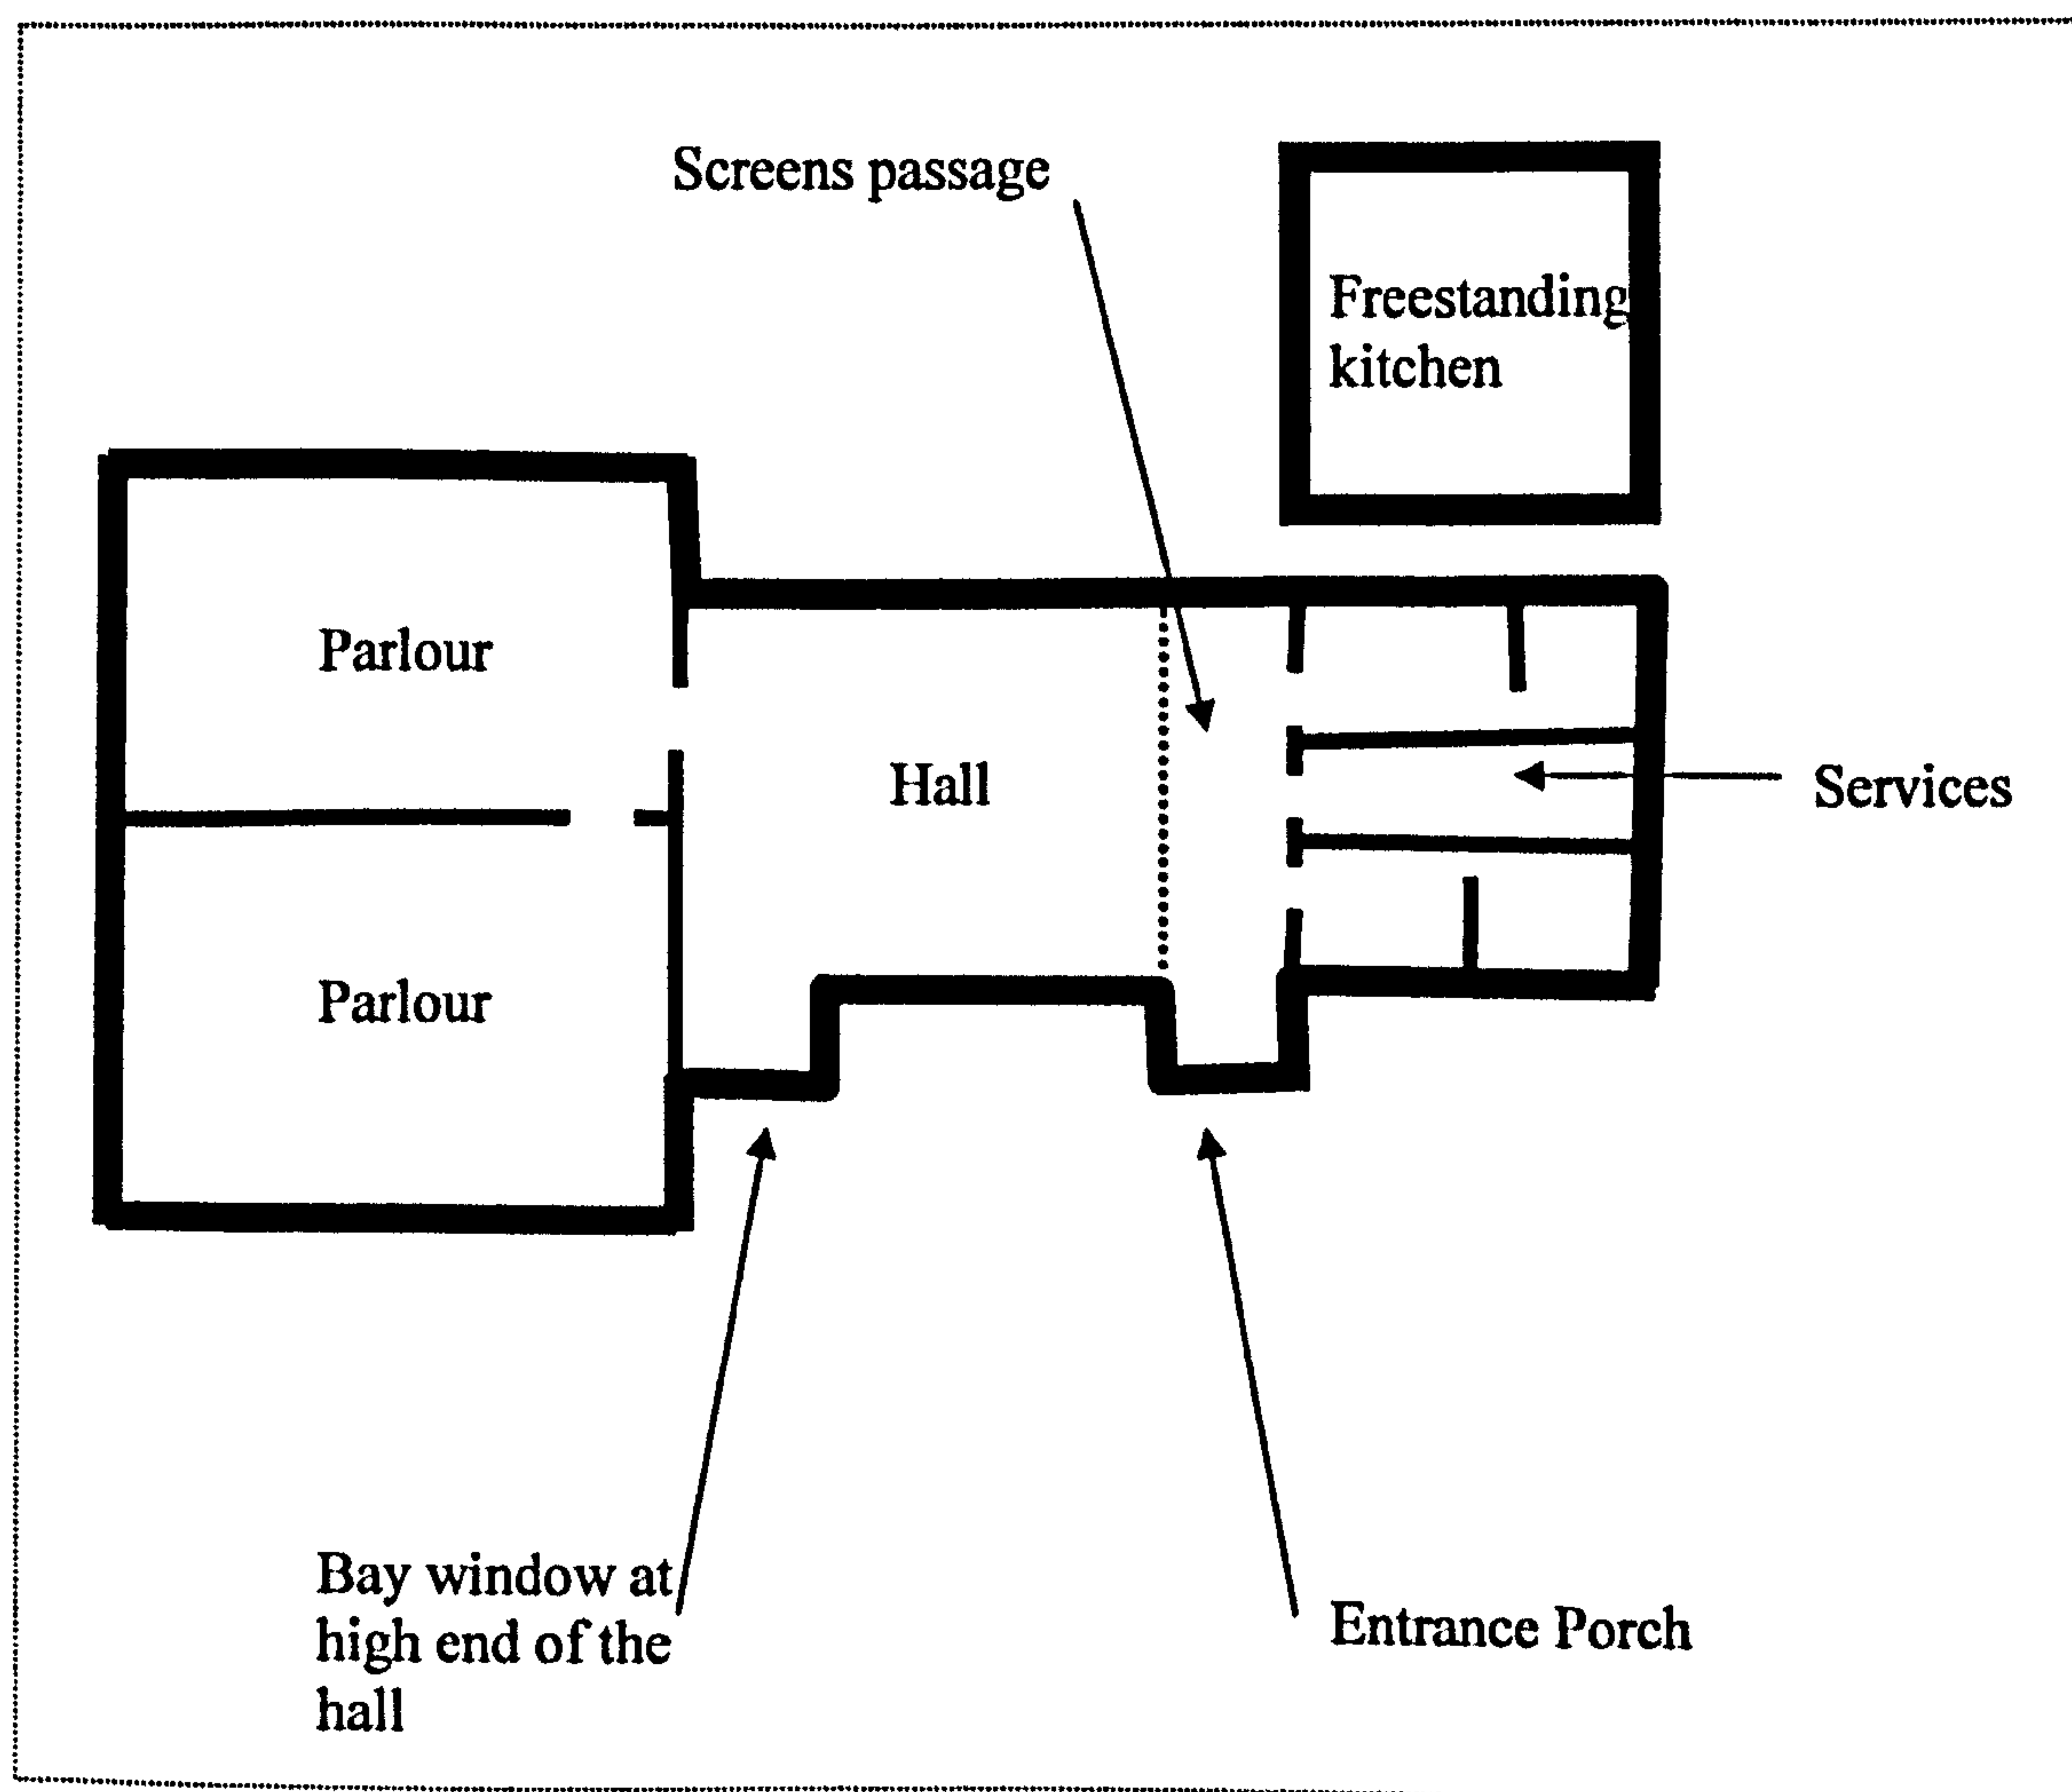 Screens passage
Freestanding
kitchen
Parlour
Hall
Services
Parlour
Bay window at
high end of the
hall
Entrance Porch